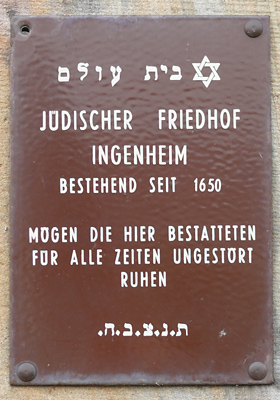 בית עולם
JÜDISCHER FRIEDHOF
INGENHEIM
BESTEHEND SEIT 1650
MÖGEN DIE HIER BESTATTETEN
FÜR ALLE ZEITEN UNGESTÖRT
RUHEN
ת.נ.צ.ב.ה.